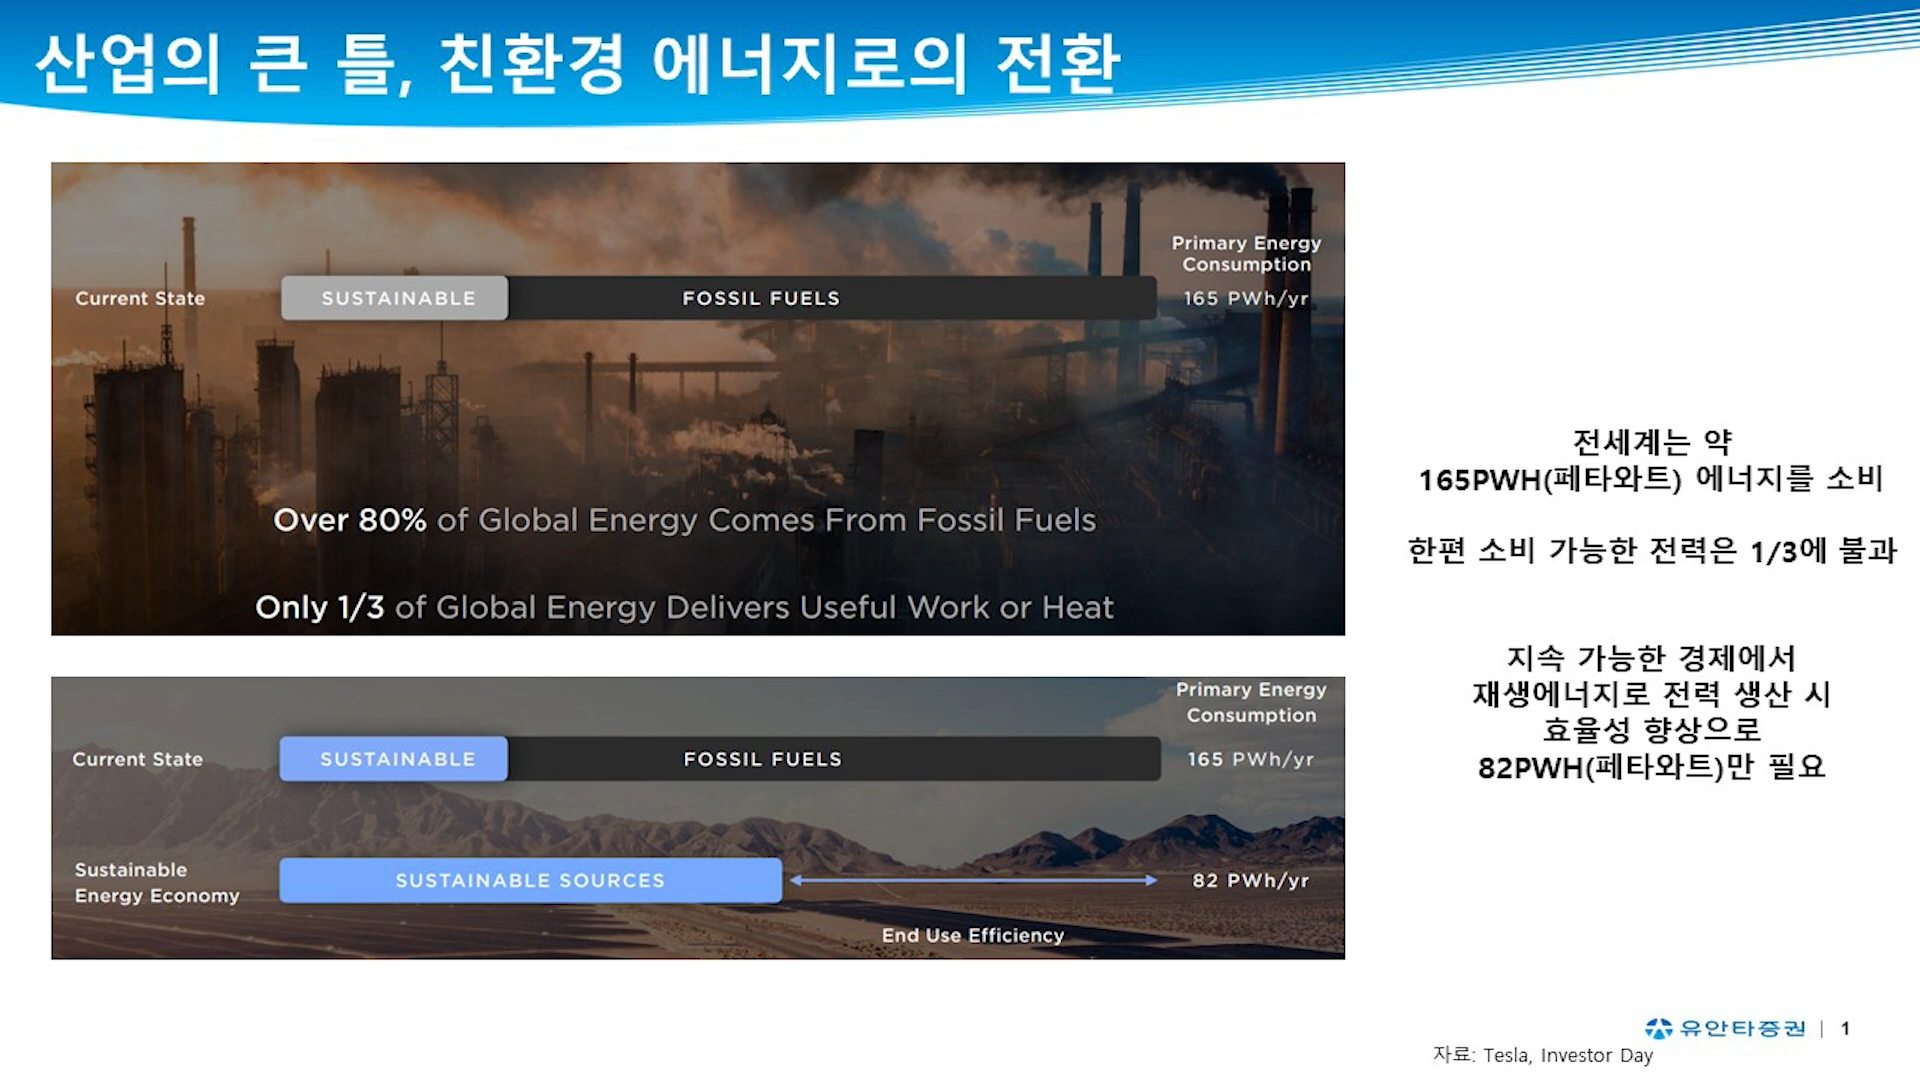 산업의 큰 틀, 친환경 에너지로의 전환
Primary Energy
Consumption
Current State
SUSTAINABLE
FOSSIL FUELS
165 PWh/yr
Over 80% of Global Energy Comes From Fossil Fuels
Only 1/3 of Global Energy Delivers Useful Work or Heat
Primary Energy
Consumption
Current State
SUSTAINABLE
FOSSIL FUELS
165 PWh/yr
Sustainable
Energy Economy
SUSTAINABLE SOURCES
82 PWh/yr
End Use Efficiency
전세계는 약
165PWH(페타와트) 에너지를 소비
한편 소비 가능한 전력은 1/3에 불과
지속 가능한 경제에서
재생에너지로 전력 생산 시
효율성 향상으로
82PWH(페타와트)만 필요
유안타증권 | 1
자료: Tesla, Investor Day